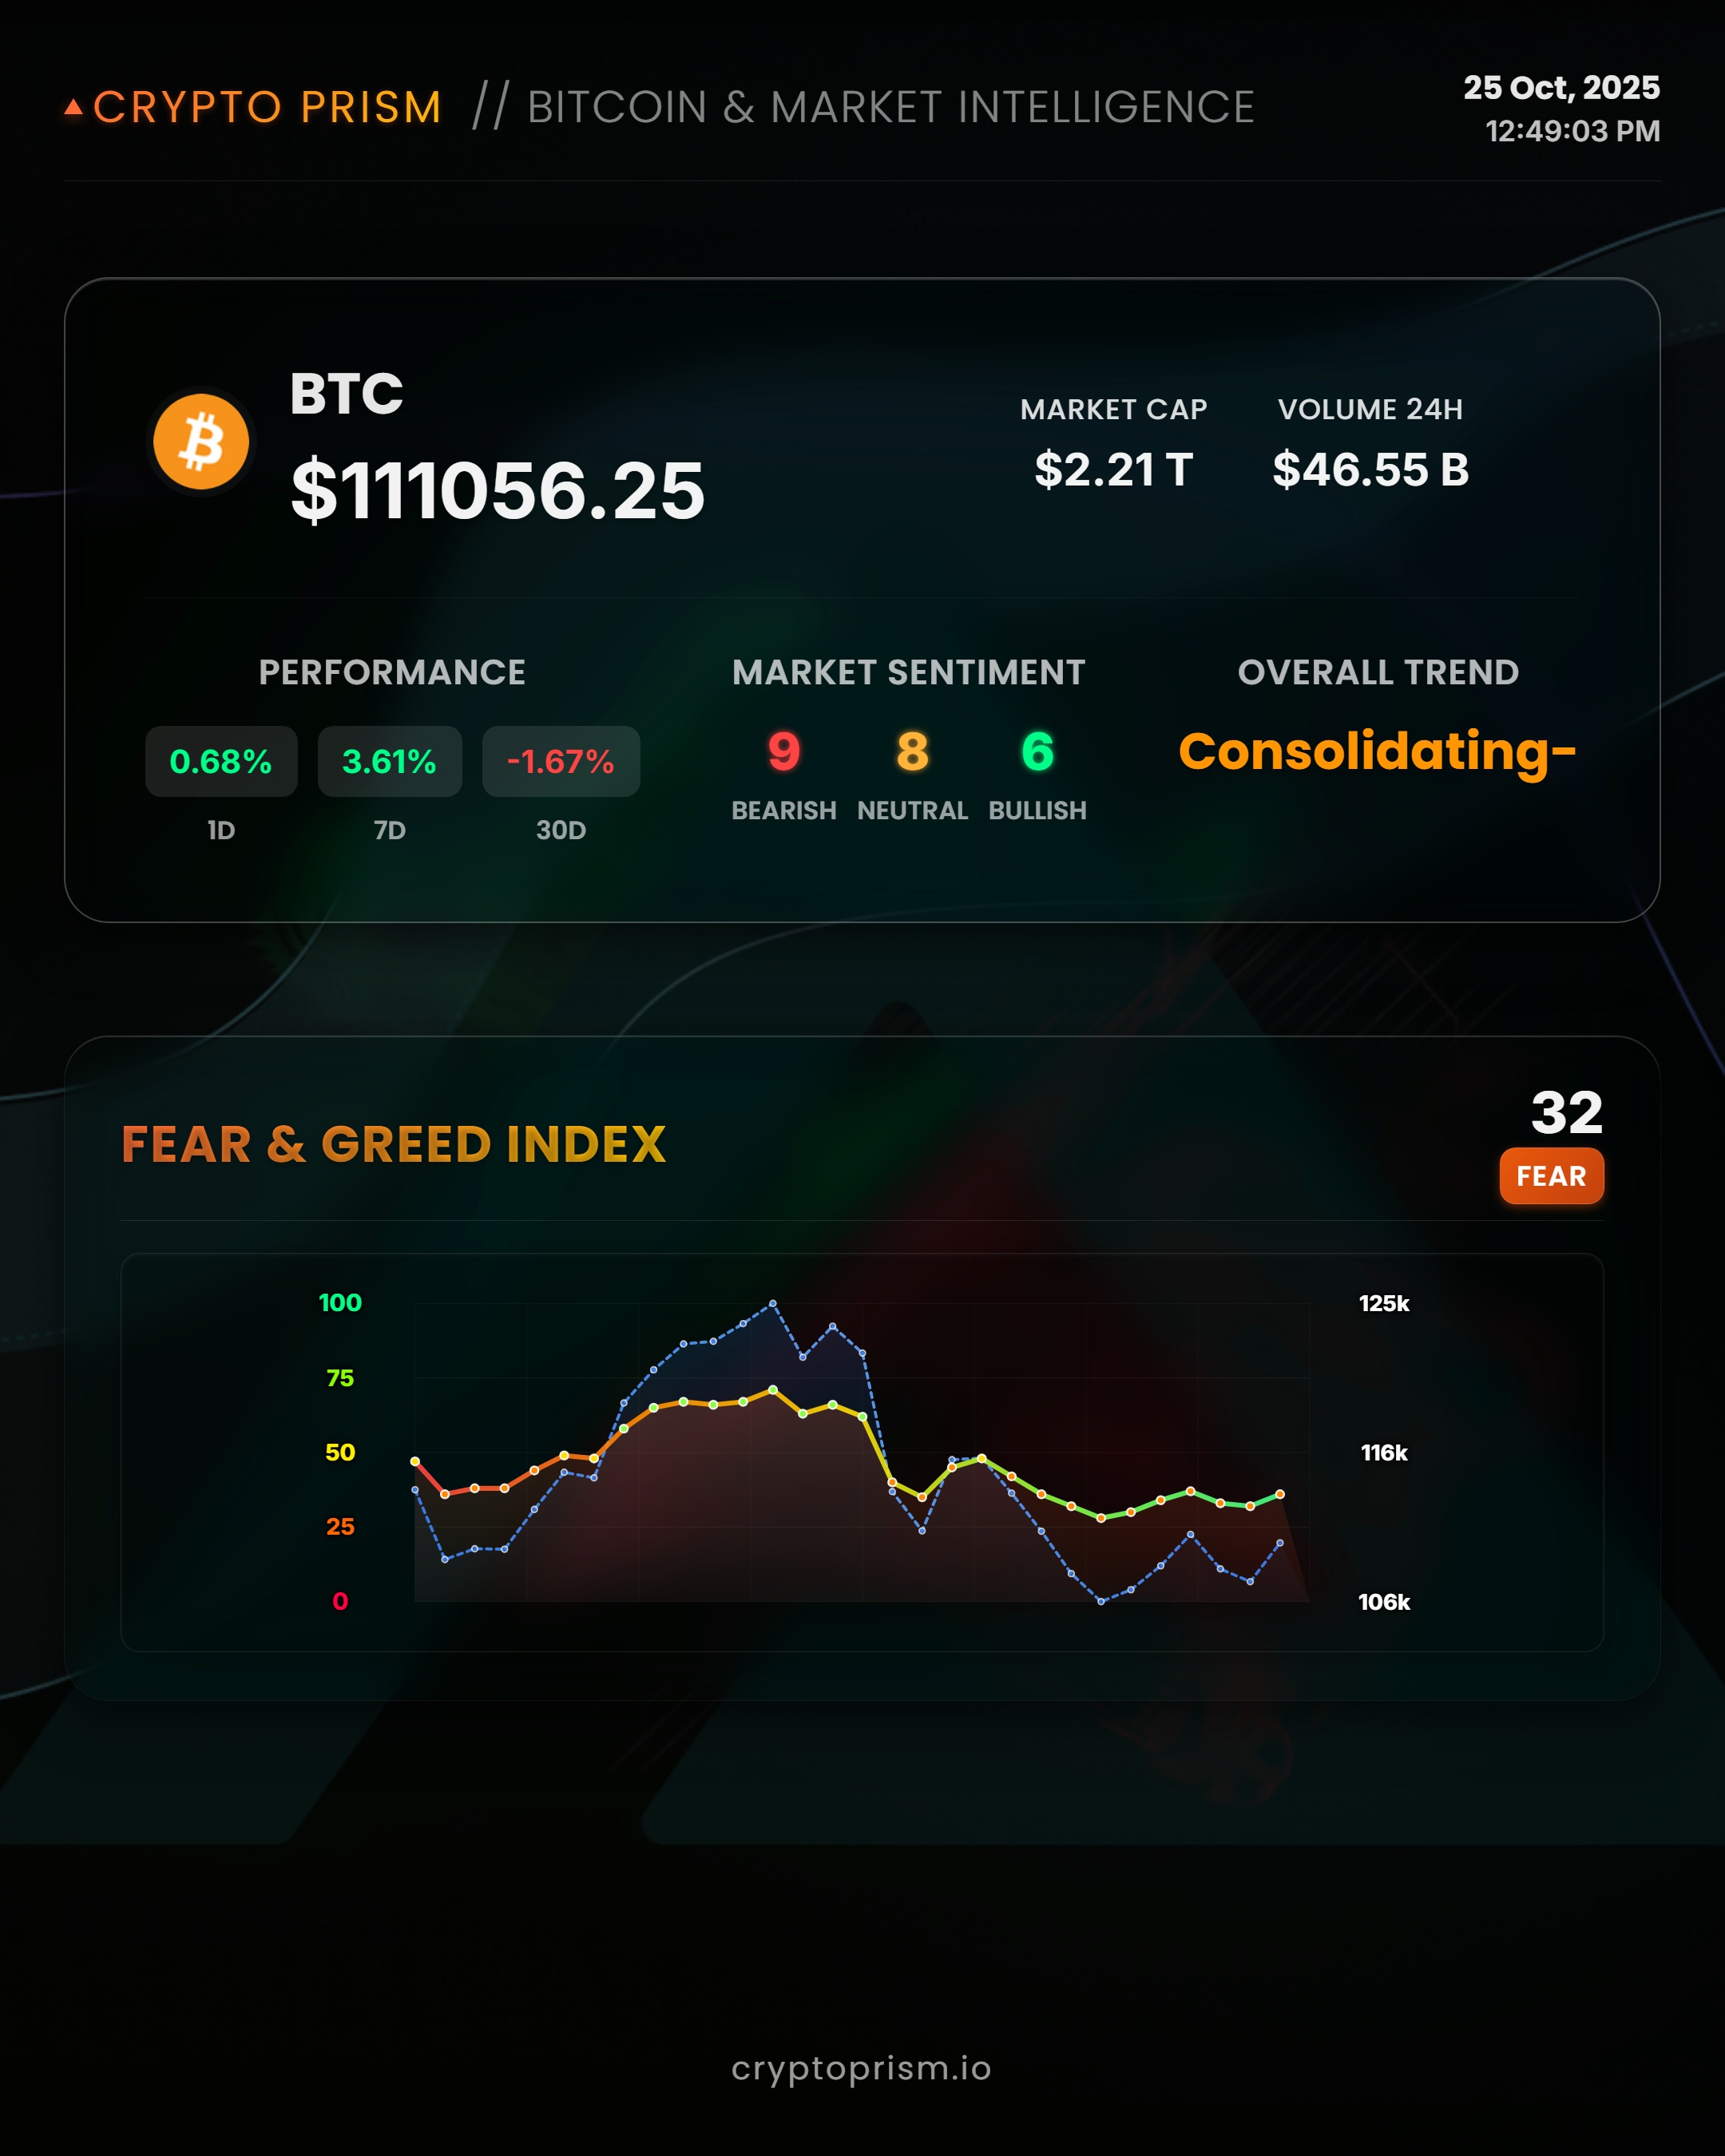 CRYPTO PRISM // BITCOIN & MARKET INTELLIGENCE
25 Oct, 2025
12:49:03 PM
BTC
$111056.25
MARKET CAP
$2.21 T
VOLUME 24H
$46.55 B
PERFORMANCE
0.68% 3.61% -1.67%
1D 7D 30D
MARKET SENTIMENT
9 8 6
BEARISH NEUTRAL BULLISH
OVERALL TREND
Consolidating-
FEAR & GREED INDEX
32
FEAR
100
75
50
25
0
125k
116k
106k
cryptoprism.io